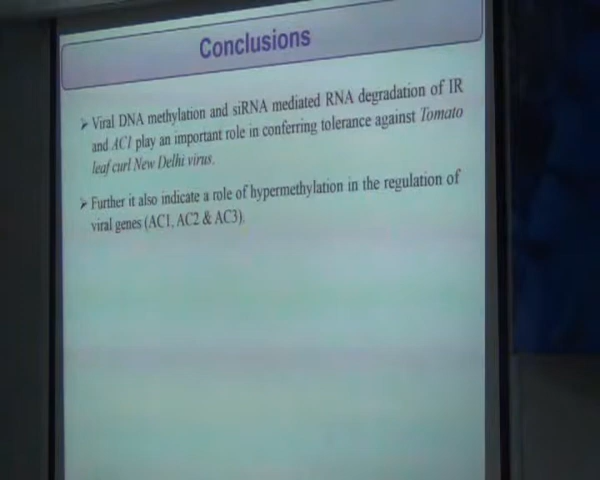 Conclusions
➢ Viral DNA methylation and siRNA mediated RNA degradation of IR
and AC1 play an important role in conferring tolerance against Tomato
leaf curl New Delhi virus.
➢ Further it also indicate a role of hypermethylation in the regulation of
viral genes (AC1, AC2 & AC3).